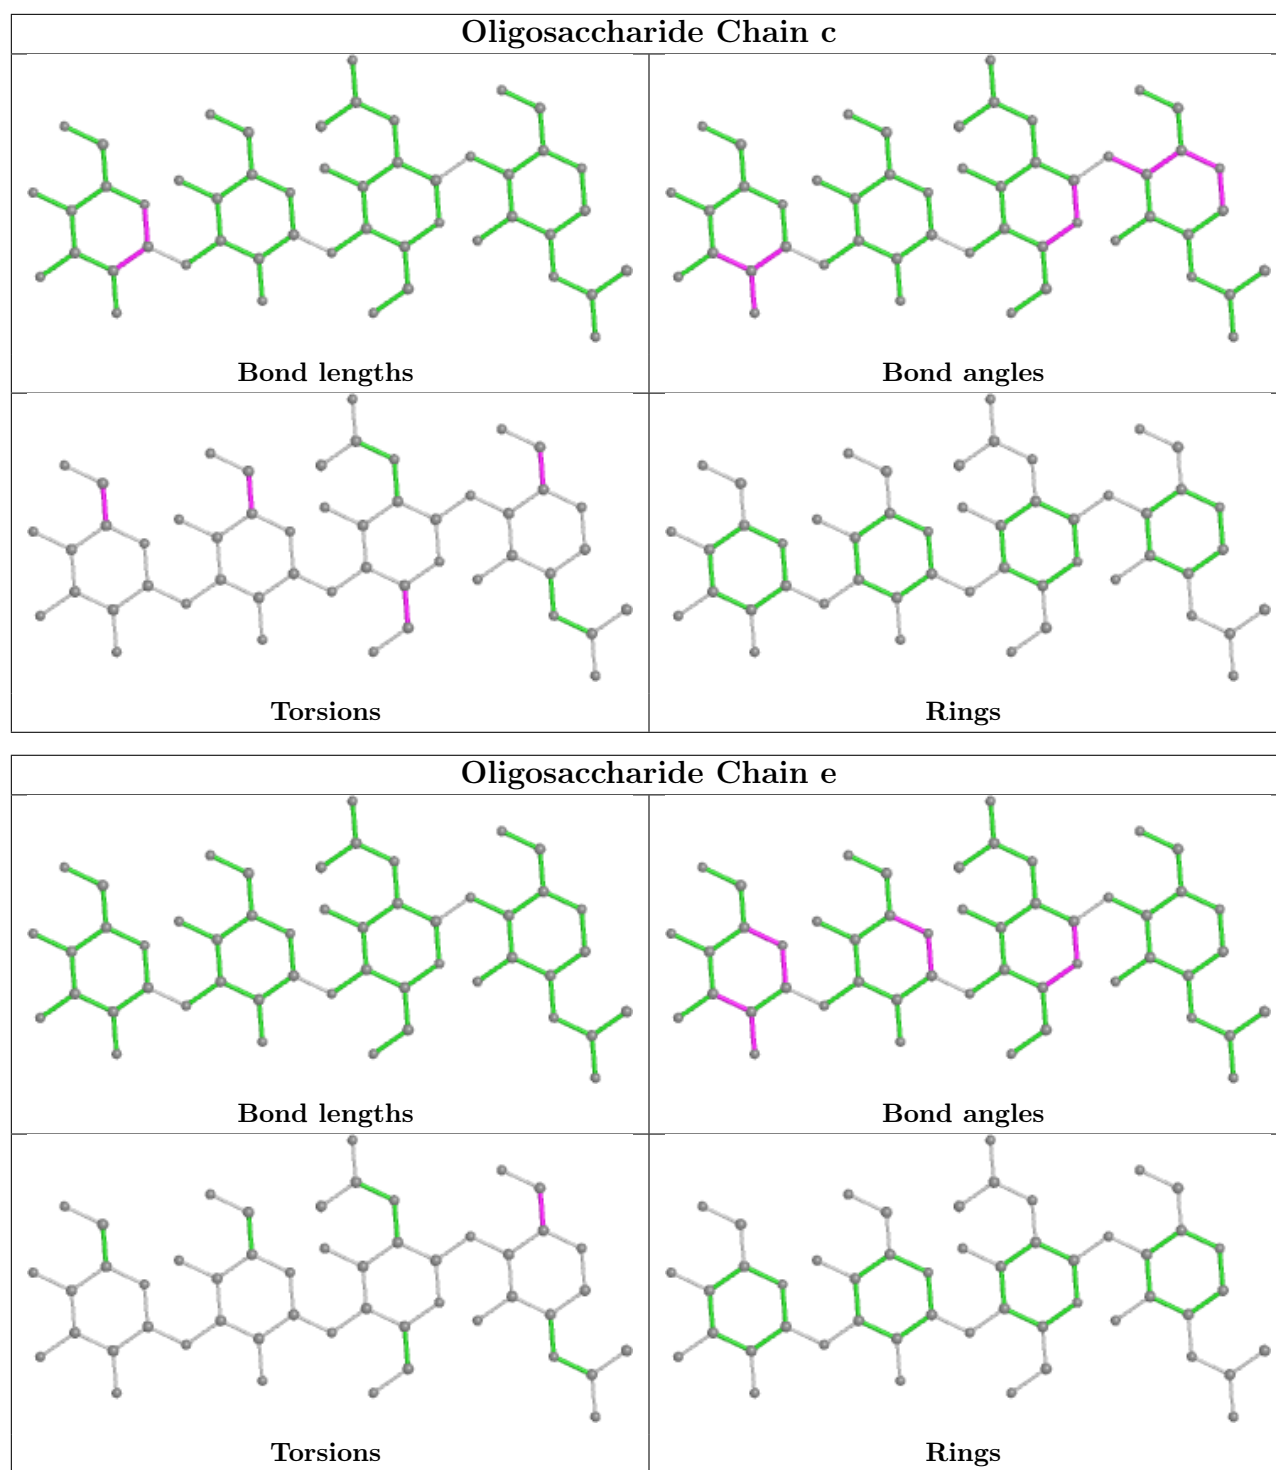 Oligosaccharide Chain c
Bond lengths
Bond angles
Torsions
Rings
Oligosaccharide Chain e
Bond lengths
Bond angles
Torsions
Rings